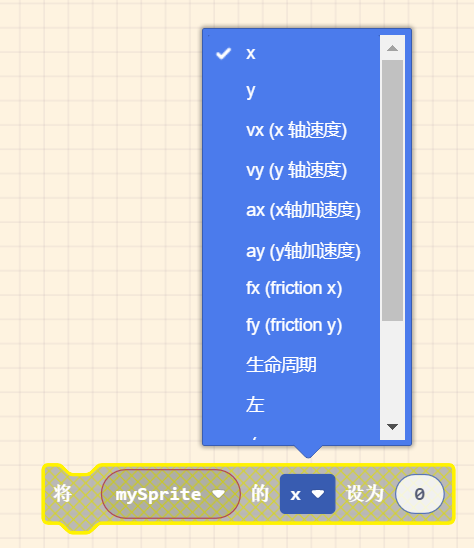 x
y
vx (x 轴速度)
vy (y 轴速度)
ax (x轴加速度)
ay (y轴加速度)
fx (friction x)
fy (friction y)
生命周期
左
将 mySprite 的 x 设为 0